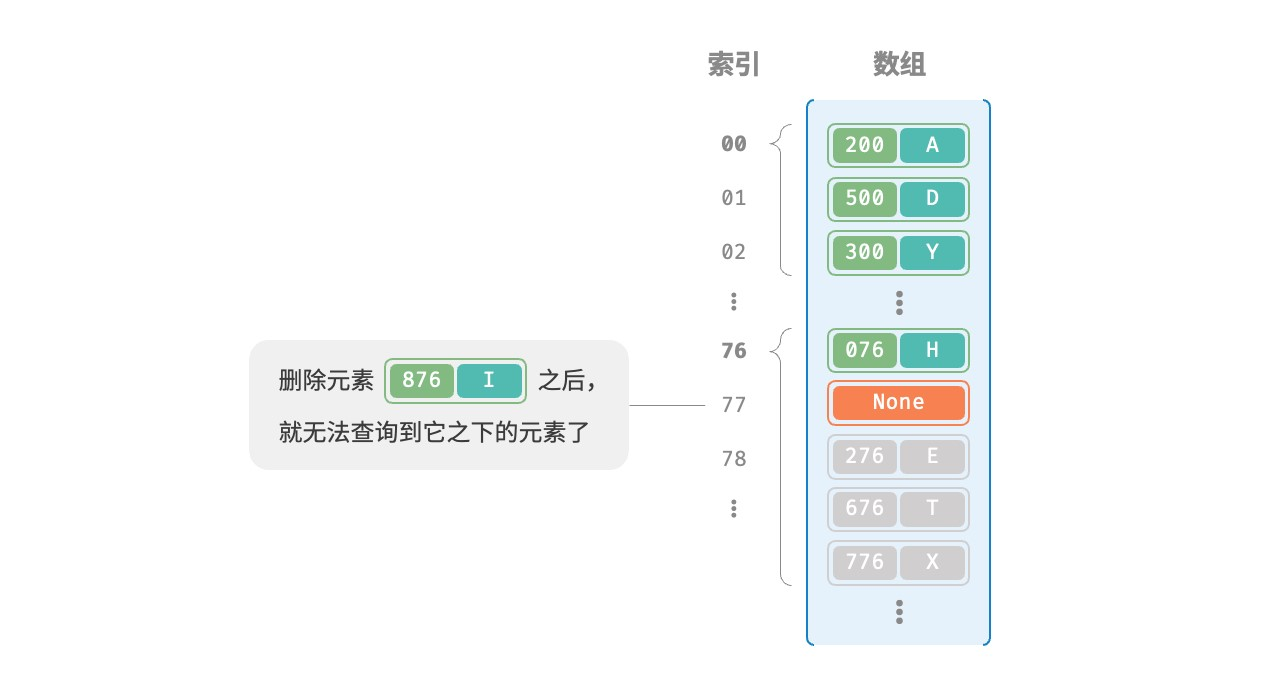 索引 数组
00 200 A
01 500 D
02 300 Y
76 076 H
删除元素 876 I 之后，
77 None
就无法查询到它之下的元素了
78 276 E
676 T
776 X